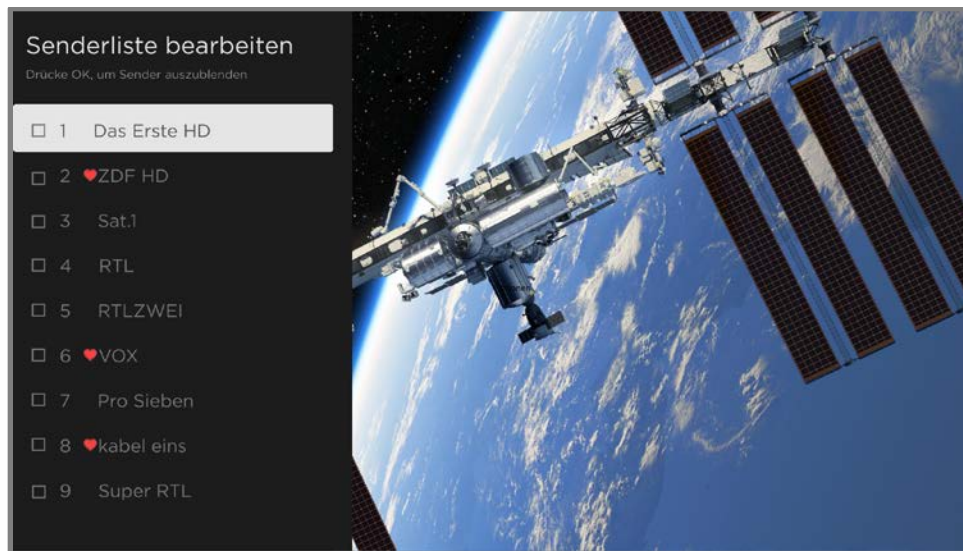 Senderliste bearbeiten
Drücke OK, um Sender auszublenden
1 Das Erste HD
2 ZDF HD
3 Sat.1
4 RTL
5 RTLZWEI
6 VOX
7 Pro Sieben
8 kabel eins
9 Super RTL